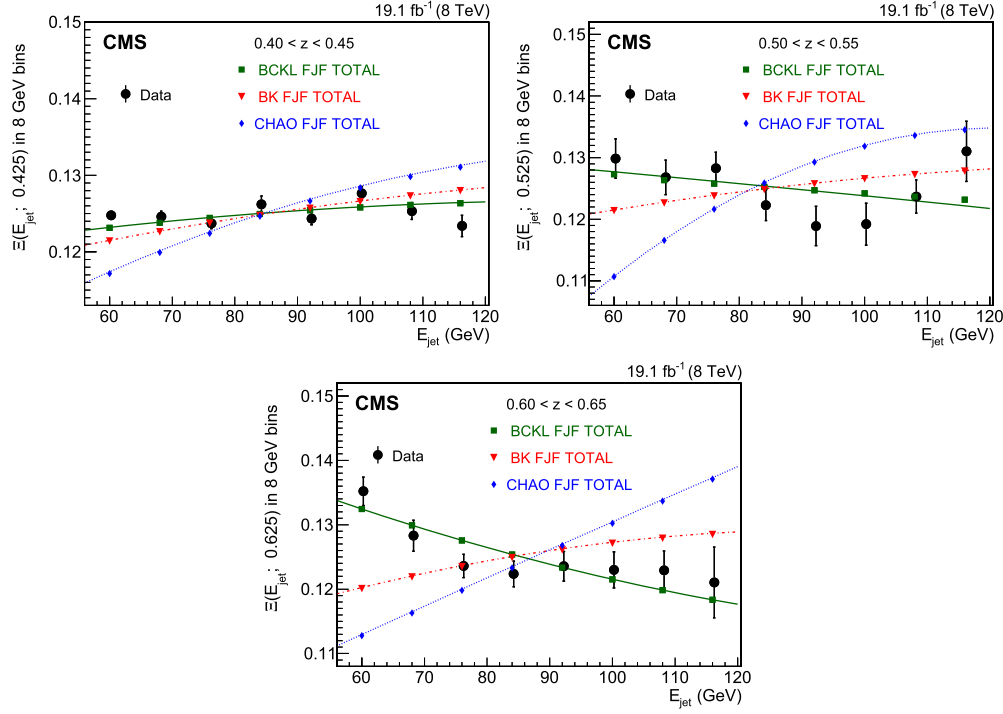 19.1 fb⁻¹ (8 TeV)
CMS
0.40 < z < 0.45
BCKL FJF TOTAL
Data
BK FJF TOTAL
CHAO FJF TOTAL
Ξ(E_jet; 0.425) in 8 GeV bins
0.15
0.14
0.13
0.12
60 70 80 90 100 110 120
E_jet (GeV)
19.1 fb⁻¹ (8 TeV)
CMS
0.50 < z < 0.55
BCKL FJF TOTAL
Data
BK FJF TOTAL
CHAO FJF TOTAL
Ξ(E_jet; 0.525) in 8 GeV bins
0.15
0.14
0.13
0.12
0.11
60 70 80 90 100 110 120
E_jet (GeV)
19.1 fb⁻¹ (8 TeV)
CMS
0.60 < z < 0.65
BCKL FJF TOTAL
Data
BK FJF TOTAL
CHAO FJF TOTAL
Ξ(E_jet; 0.625) in 8 GeV bins
0.15
0.14
0.13
0.12
0.11
60 70 80 90 100 110 120
E_jet (GeV)